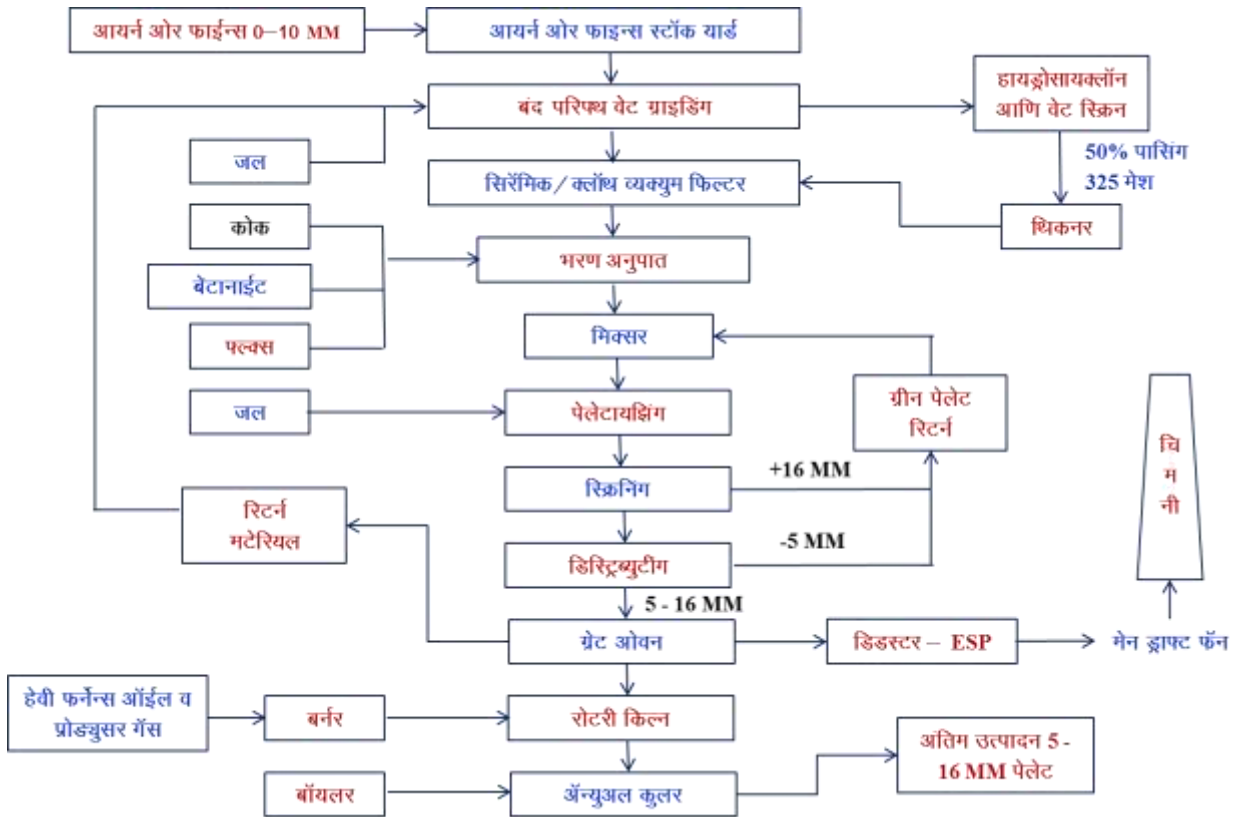 आयर्न ओर फाईन्स 0–10 MM
आयर्न ओर फाइन्स स्टॉक यार्ड
हायड्रोसायक्लॉन
आणि वेट स्क्रिन
बंद परिपथ वेट ग्राइडिंग
जल
50% पासिंग
325 मेश
सिरॅमिक / क्लॉथ व्यक्युम फिल्टर
कोक
थिकनर
भरण अनुपात
बेंटानाईट
मिक्सर
फ्ल्क्स
ग्रीन पेलेट
रिटर्न
जल
पेलेटायझिंग
चि
म
नी
स्क्रिनिंग
+16 MM
रिटर्न
मटेरियल
डिस्ट्रिब्युटींग
-5 MM
5 - 16 MM
ग्रेट ओवन
डिडस्टर – ESP
मेन ड्राफ्ट फॅन
हेवी फर्नेन्स ऑईल व
प्रोड्युसर गॅस
बर्नर
रोटरी किल्न
अंतिम उत्पादन 5 -
16 MM पेलेट
बॉयलर
ॲन्युअल कुलर